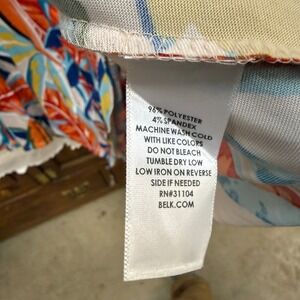 96% POLYESTER
4% SPANDEX
MACHINE WASH COLD
WITH LIKE COLORS
DO NOT BLEACH
TUMBLE DRY LOW
LOW IRON ON REVERSE
SIDE IF NEEDED
RN#31104
BELK.COM